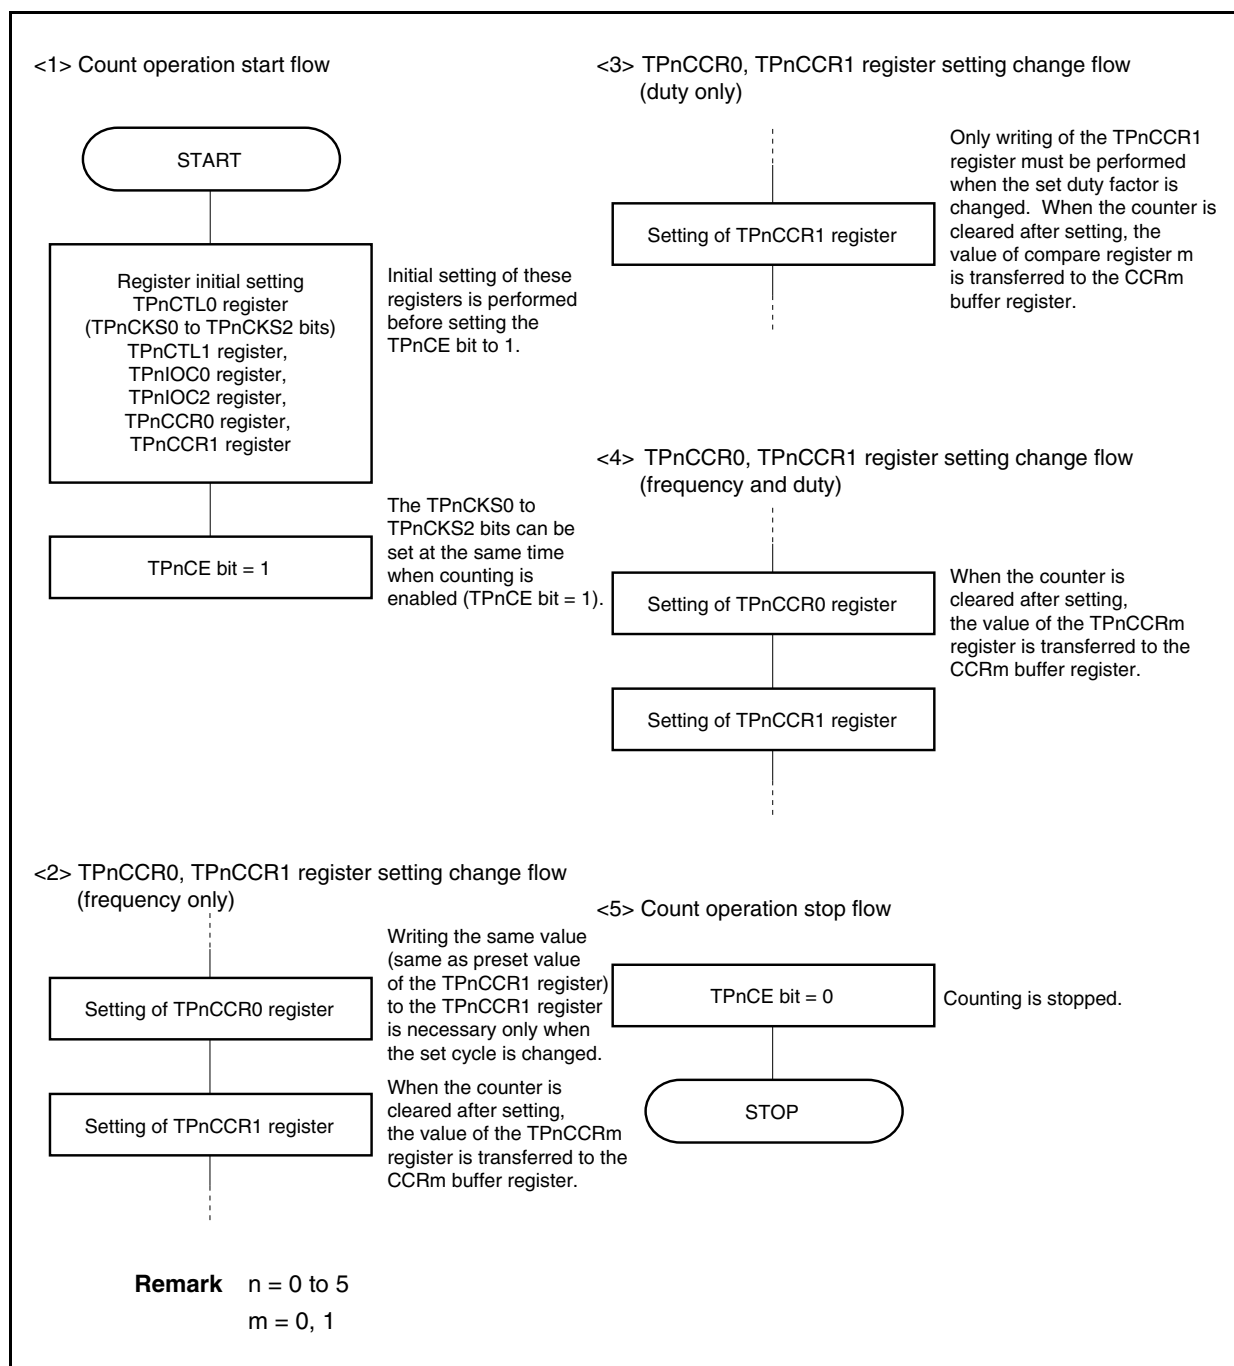 <1> Count operation start flow
START
Register initial setting
TPnCTL0 register
(TPnCKS0 to TPnCKS2 bits)
TPnCTL1 register,
TPnIOC0 register,
TPnIOC2 register,
TPnCCR0 register,
TPnCCR1 register
Initial setting of these
registers is performed
before setting the
TPnCE bit to 1.
TPnCE bit = 1
The TPnCKS0 to
TPnCKS2 bits can be
set at the same time
when counting is
enabled (TPnCE bit = 1).
<2> TPnCCR0, TPnCCR1 register setting change flow
(frequency only)
Setting of TPnCCR0 register
Writing the same value
(same as preset value
of the TPnCCR1 register)
to the TPnCCR1 register
is necessary only when
the set cycle is changed.
Setting of TPnCCR1 register
When the counter is
cleared after setting,
the value of the TPnCCRm
register is transferred to the
CCRm buffer register.
<3> TPnCCR0, TPnCCR1 register setting change flow
(duty only)
Setting of TPnCCR1 register
Only writing of the TPnCCR1
register must be performed
when the set duty factor is
changed. When the counter is
cleared after setting, the
value of compare register m
is transferred to the CCRm
buffer register.
<4> TPnCCR0, TPnCCR1 register setting change flow
(frequency and duty)
Setting of TPnCCR0 register
When the counter is
cleared after setting,
the value of the TPnCCRm
register is transferred to the
CCRm buffer register.
Setting of TPnCCR1 register
<5> Count operation stop flow
TPnCE bit = 0
Counting is stopped.
STOP
Remark n = 0 to 5
m = 0, 1